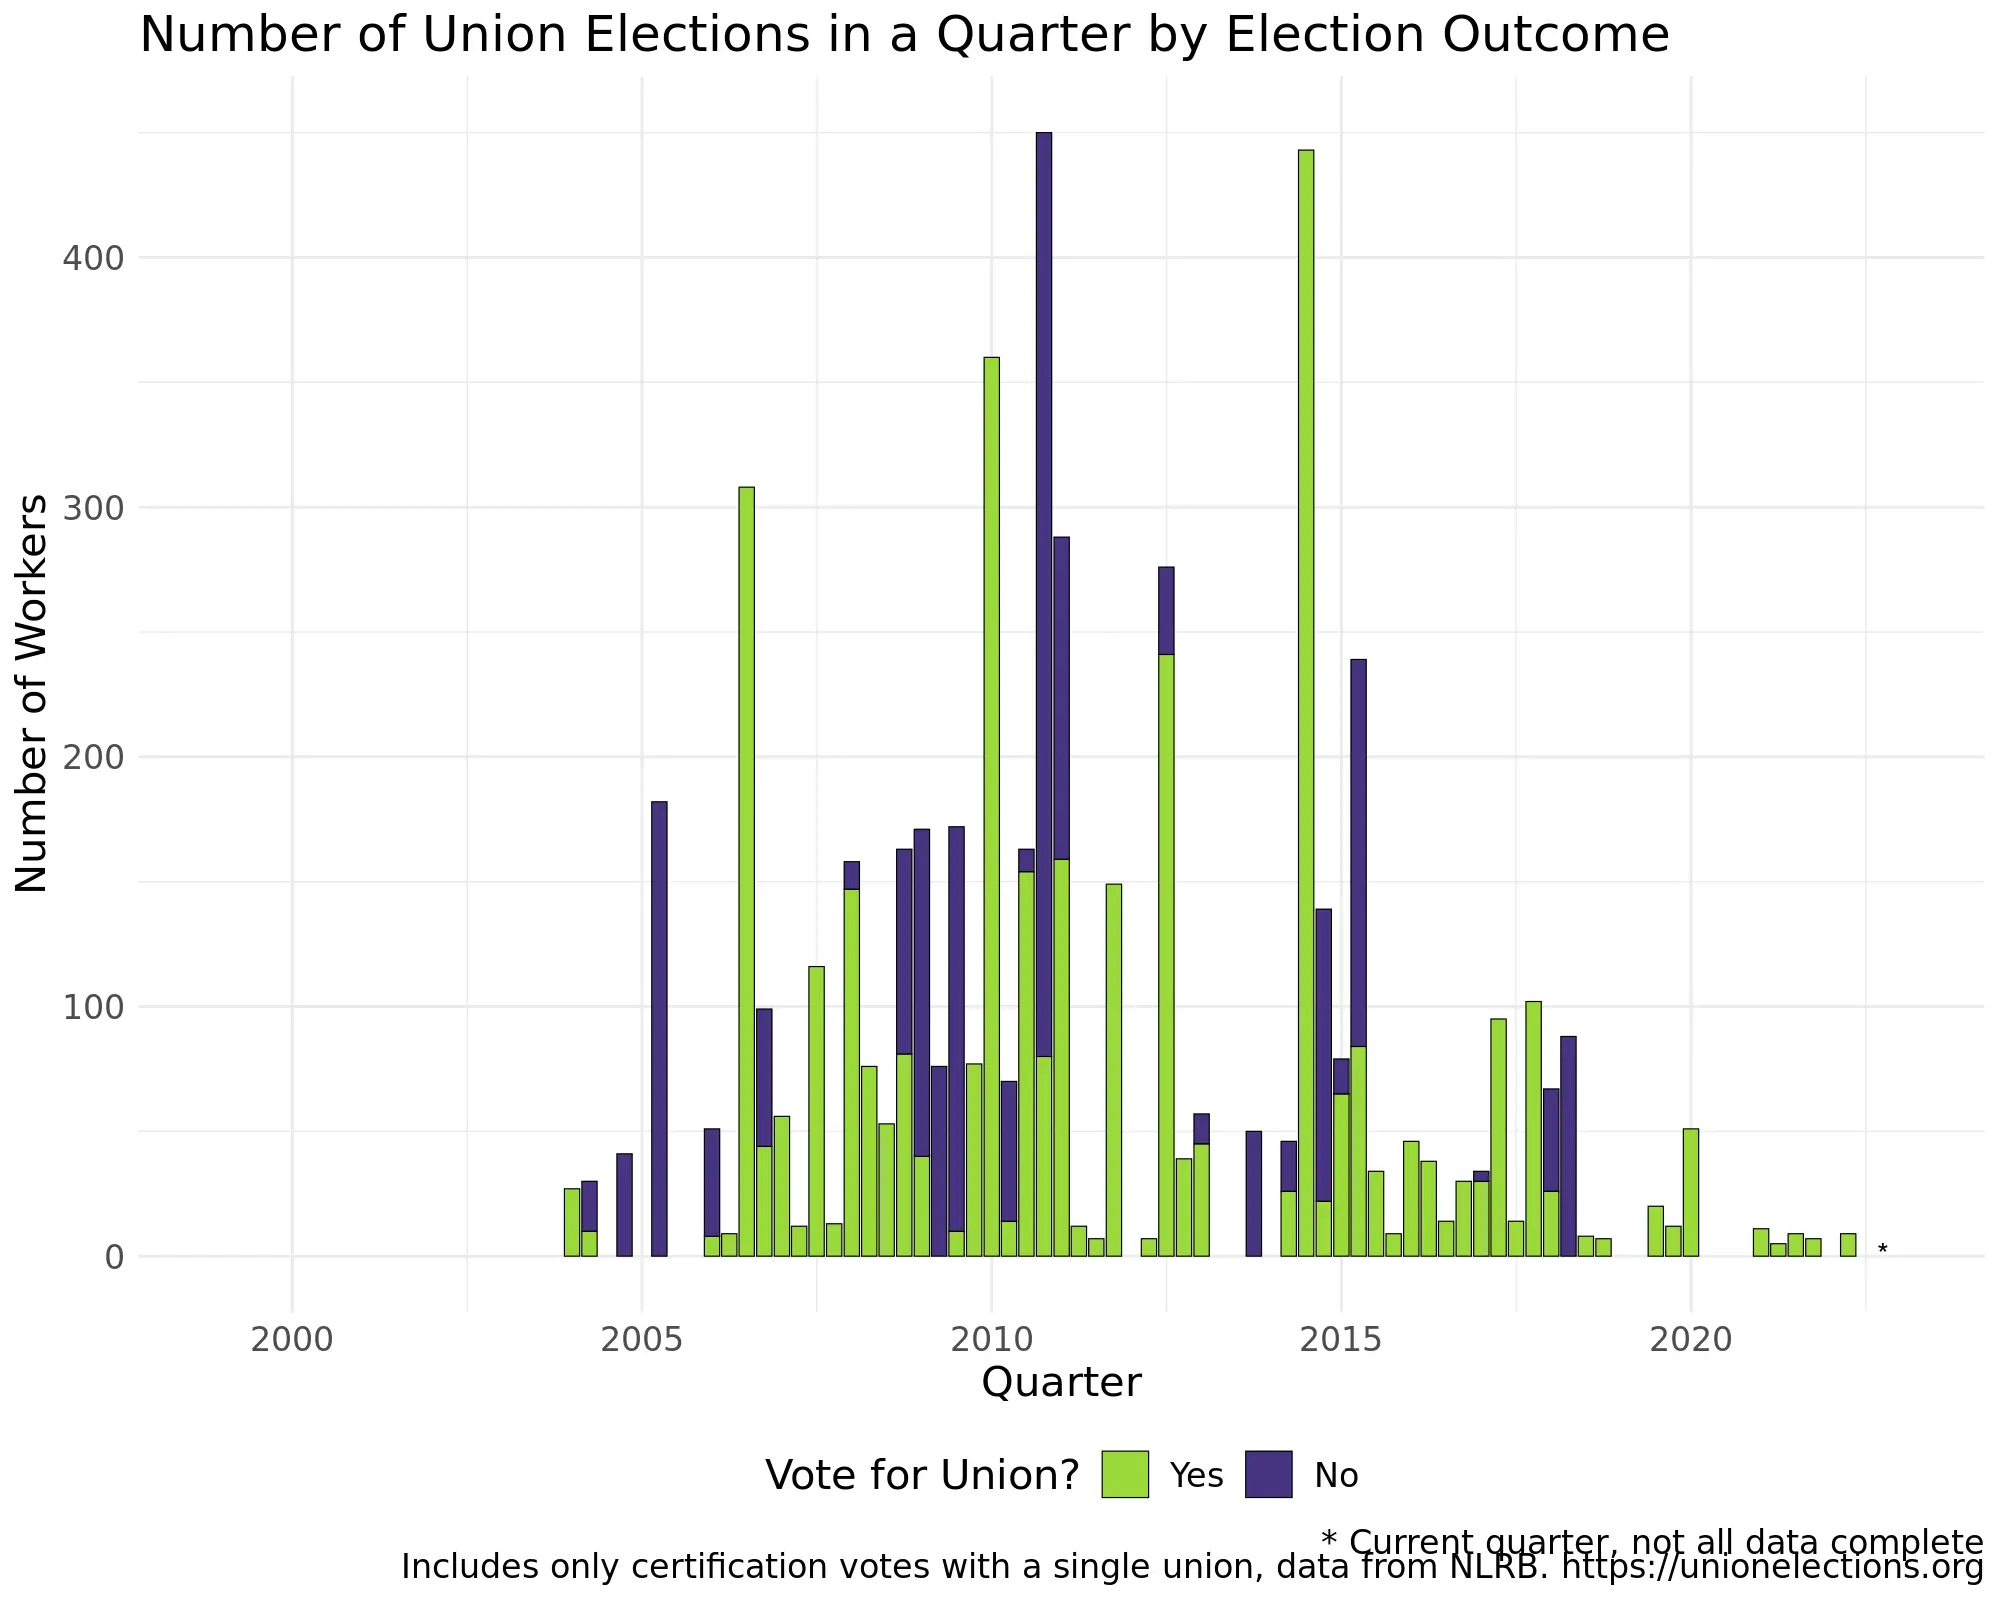 Number of Union Elections in a Quarter by Election Outcome
Number of Workers
400
300
200
100
0
*
2000 2005 2010 2015 2020
Quarter
Vote for Union? Yes No
* Current quarter, not all data complete
Includes only certification votes with a single union, data from NLRB. https://unionelections.org